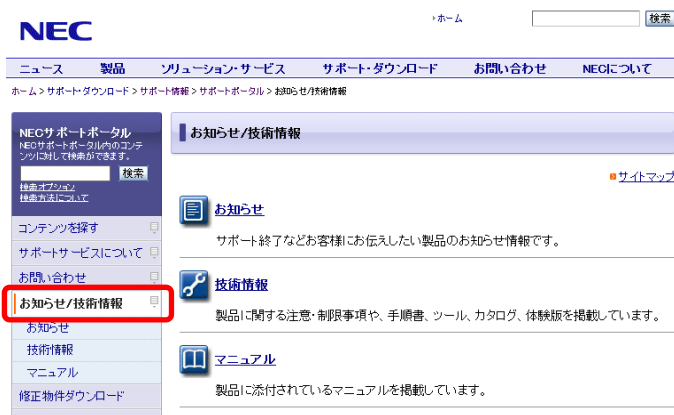 ホーム
検索
NEC
ニュース 製品 ソリューション・サービス サポート・ダウンロード お問い合わせ NECについて
ホーム > サポート・ダウンロード > サポート情報 > サポートポータル > お知らせ/技術情報
NECサポートポータル
NECサポートポータル内のコンテ
ンツに対して検索ができます。
検索
検索オプション
検索方法について
コンテンツを探す
サポートサービスについて
お問い合わせ
お知らせ/技術情報
お知らせ
技術情報
マニュアル
修正物件ダウンロード
お知らせ/技術情報
サイトマップ
お知らせ
サポート終了などお客様にお伝えしたい製品のお知らせ情報です。
技術情報
製品に関する注意・制限事項や、手順書、ツール、カタログ、体験版を掲載しています。
マニュアル
製品に添付されているマニュアルを掲載しています。